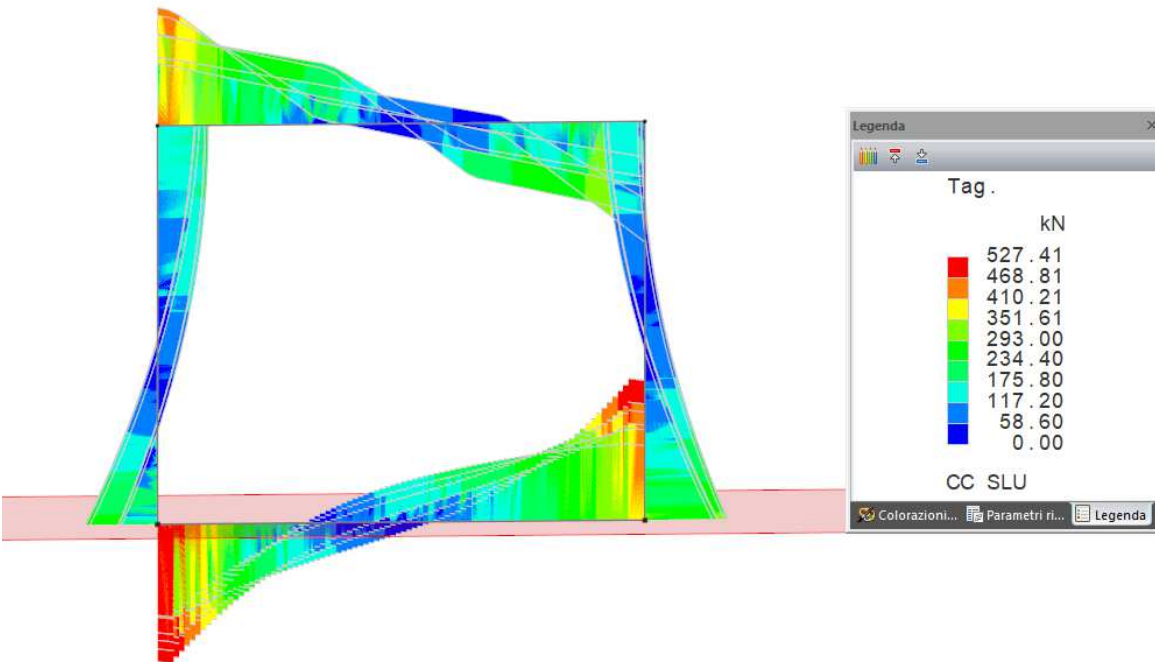 Legenda
Tag.
kN
527.41
468.81
410.21
351.61
293.00
234.40
175.80
117.20
58.60
0.00
CC SLU
Colorazioni... Parametri ri... Legenda